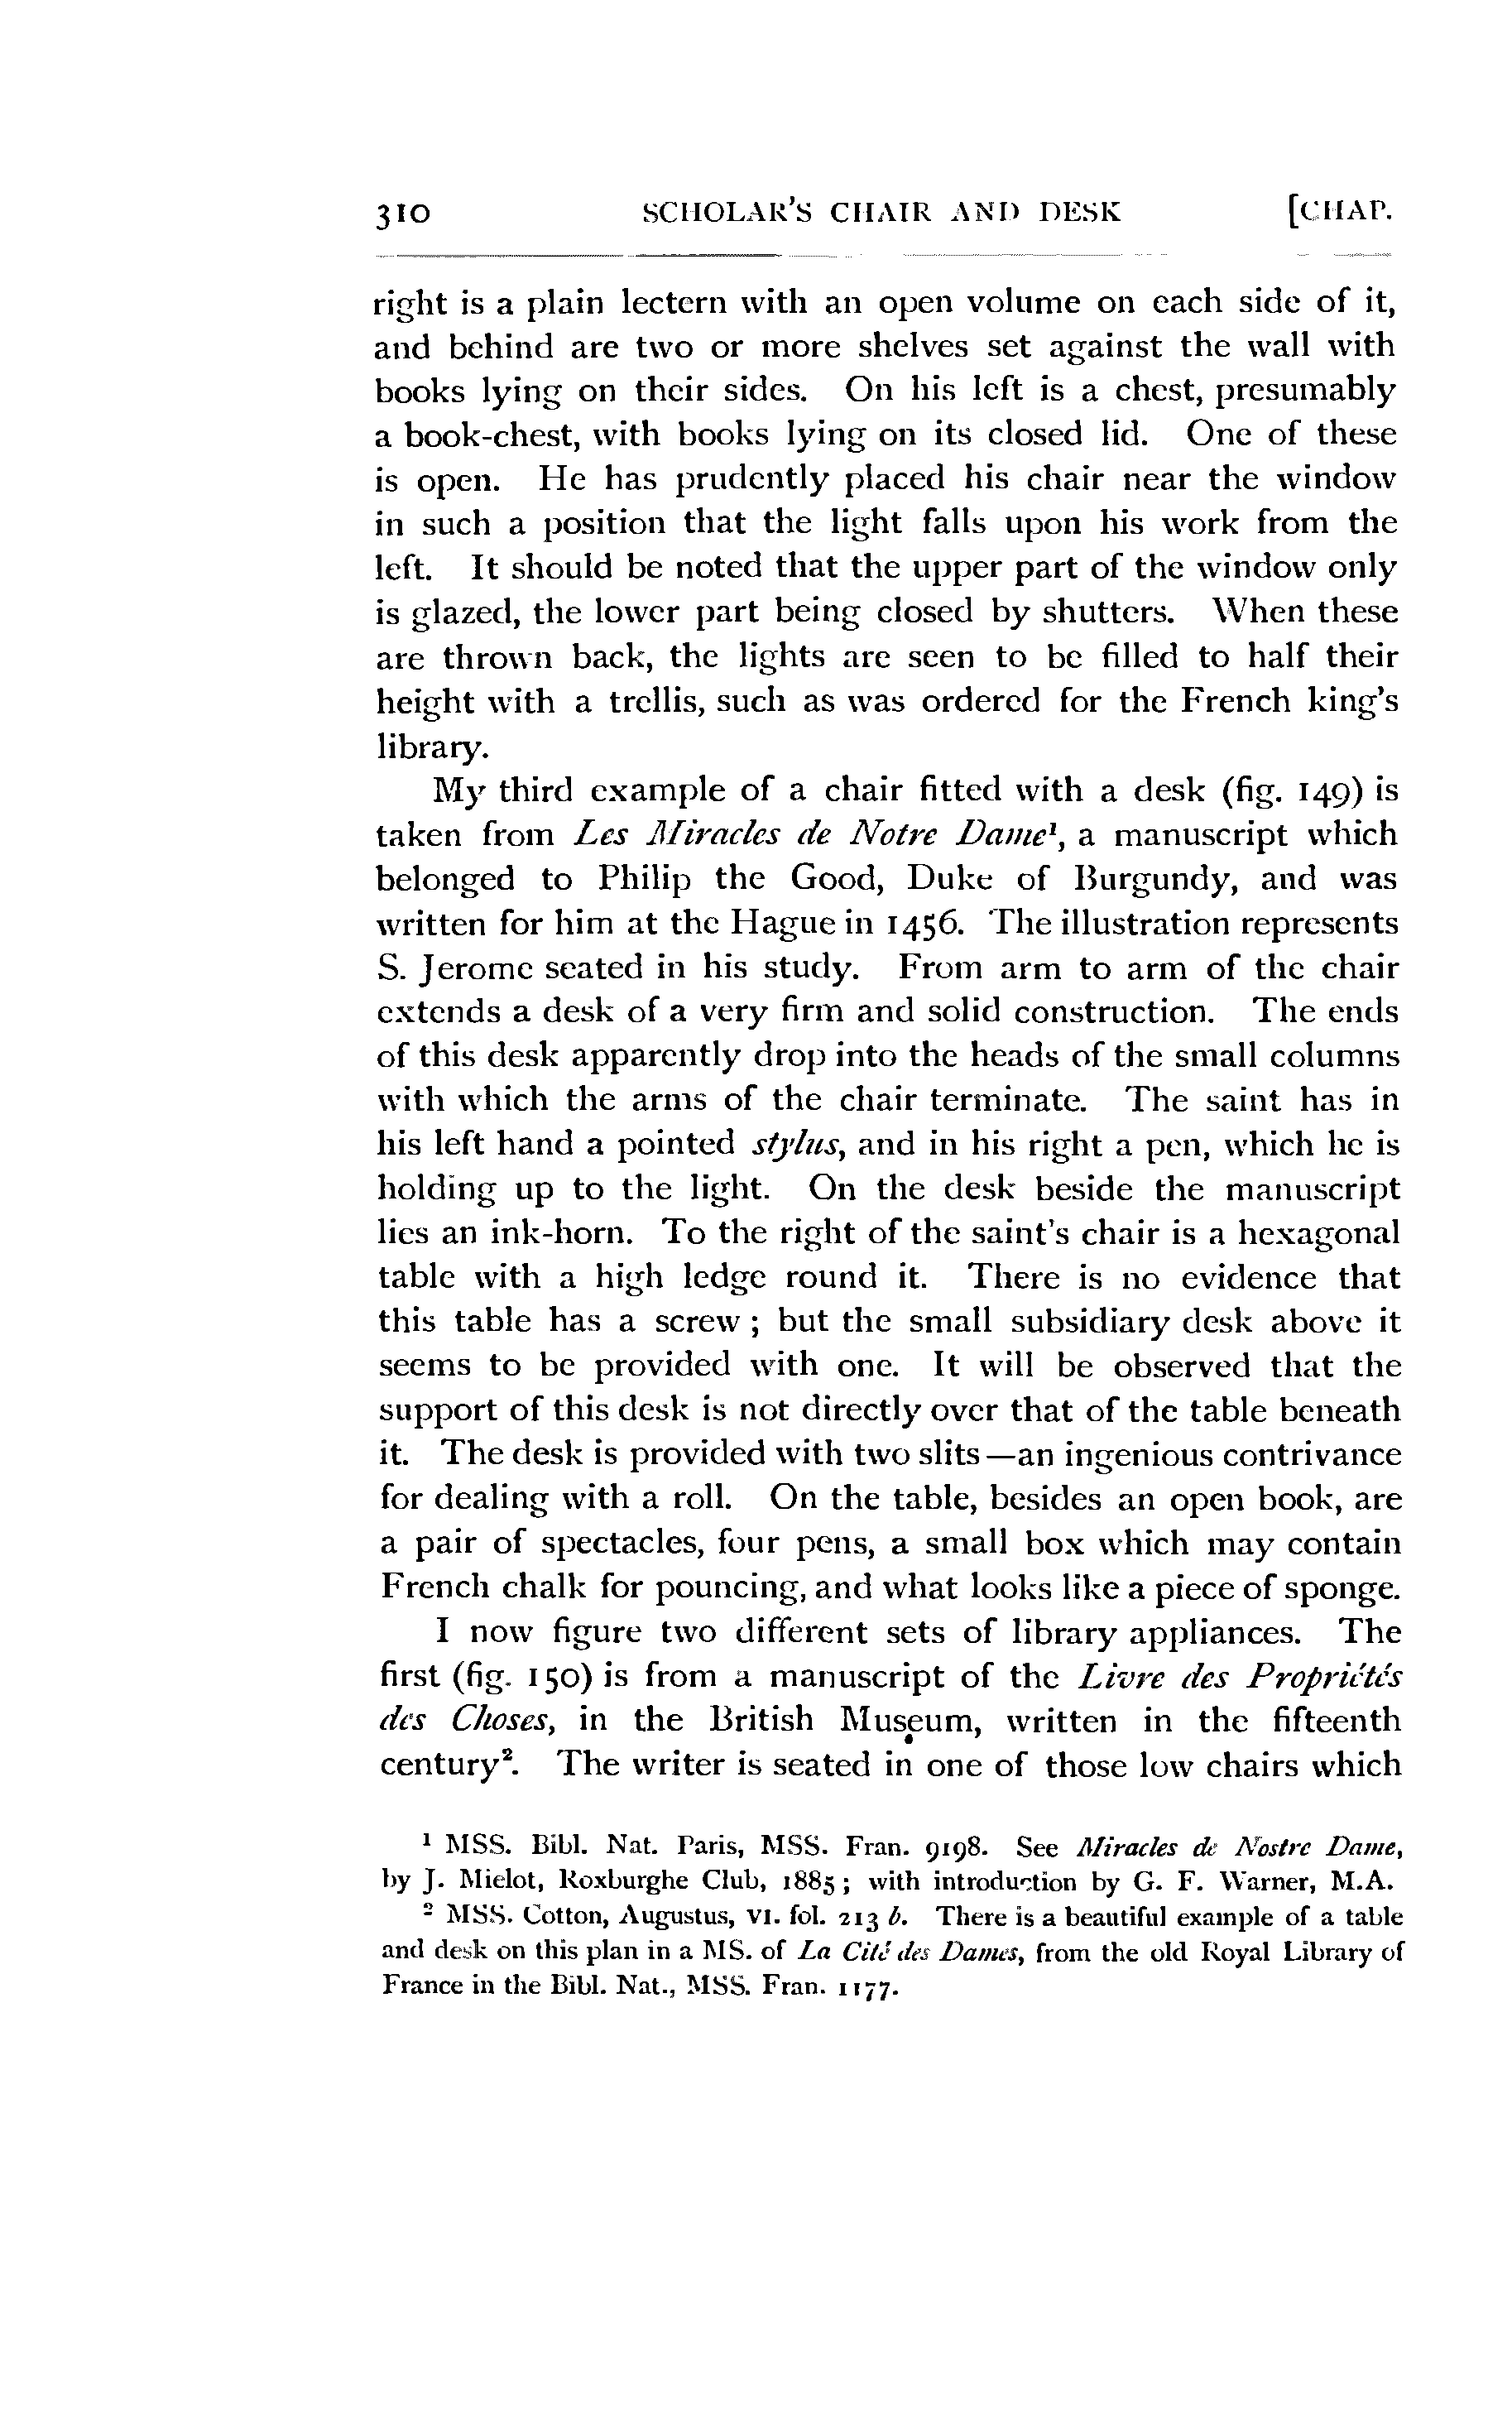 310 SCHOLAR'S CHAIR AND DESK [CHAP.
right is a plain lectern with an open volume on each side of it,
and behind are two or more shelves set against the wall with
books lying on their sides. On his left is a chest, presumably
a book-chest, with books lying on its closed lid. One of these
is open. He has prudently placed his chair near the window
in such a position that the light falls upon his work from the
left. It should be noted that the upper part of the window only
is glazed, the lower part being closed by shutters. When these
are thrown back, the lights are seen to be filled to half their
height with a trellis, such as was ordered for the French king's
library.
My third example of a chair fitted with a desk (fig. 149) is
taken from Les Miracles de Notre Dame¹, a manuscript which
belonged to Philip the Good, Duke of Burgundy, and was
written for him at the Hague in 1456. The illustration represents
S. Jerome seated in his study. From arm to arm of the chair
extends a desk of a very firm and solid construction. The ends
of this desk apparently drop into the heads of the small columns
with which the arms of the chair terminate. The saint has in
his left hand a pointed stylus, and in his right a pen, which he is
holding up to the light. On the desk beside the manuscript
lies an ink-horn. To the right of the saint's chair is a hexagonal
table with a high ledge round it. There is no evidence that
this table has a screw; but the small subsidiary desk above it
seems to be provided with one. It will be observed that the
support of this desk is not directly over that of the table beneath
it. The desk is provided with two slits—an ingenious contrivance
for dealing with a roll. On the table, besides an open book, are
a pair of spectacles, four pens, a small box which may contain
French chalk for pouncing, and what looks like a piece of sponge.
I now figure two different sets of library appliances. The
first (fig. 150) is from a manuscript of the Livre des Propriétés
des Choses, in the British Museum, written in the fifteenth
century². The writer is seated in one of those low chairs which
¹ MSS. Bibl. Nat. Paris, MSS. Fran. 9198. See Miracles de Nostre Dame,
by J. Mielot, Roxburghe Club, 1885; with introduction by G. F. Warner, M.A.
² MSS. Cotton, Augustus, VI. fol. 213 b. There is a beautiful example of a table
and desk on this plan in a MS. of La Cité des Dames, from the old Royal Library of
France in the Bibl. Nat., MSS. Fran. 1177.